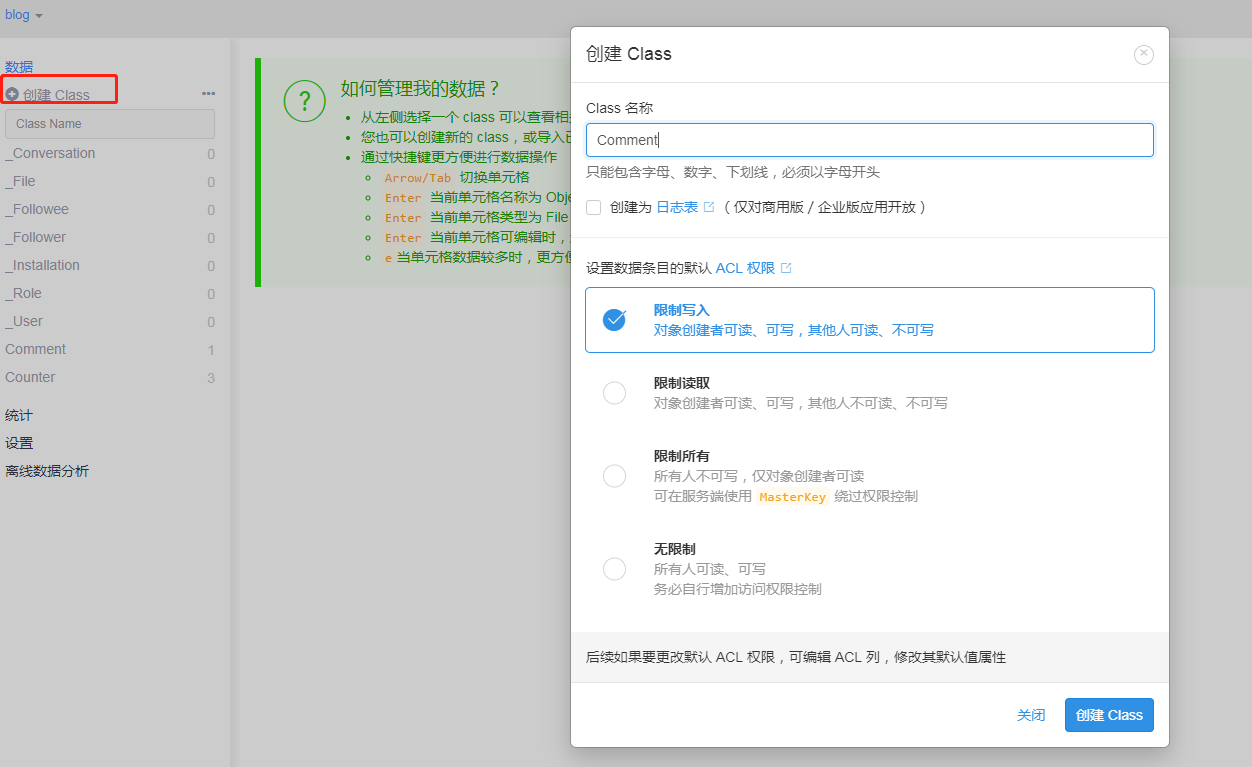 blog
数据
创建 Class
Class Name
_Conversation 0
_File 0
_Followee 0
_Follower 0
_Installation 0
_Role 0
_User 0
Comment 1
Counter 3
统计
设置
离线数据分析
?
如何管理我的数据？
从左侧选择一个 class 可以查看相
您也可以创建新的 class，或导入
通过快捷键更方便进行数据操作
Arrow/Tab 切换单元格
Enter 当前单元格名称为 Obje
Enter 当前单元格类型为 File
Enter 当前单元格可编辑时，
e 当单元格数据较多时，更方便
创建 Class
Class 名称
Comment
只能包含字母、数字、下划线，必须以字母开头
创建为 日志表 （仅对商用版 / 企业版应用开放）
设置数据条目的默认 ACL 权限
限制写入
对象创建者可读、可写，其他人可读、不可写
限制读取
对象创建者可读、可写，其他人不可读、不可写
限制所有
所有人不可写，仅对象创建者可读
可在服务端使用 MasterKey 绕过权限控制
无限制
所有人可读、可写
务必自行增加访问权限控制
后续如果要更改默认 ACL 权限，可编辑 ACL 列，修改其默认值属性
关闭
创建 Class